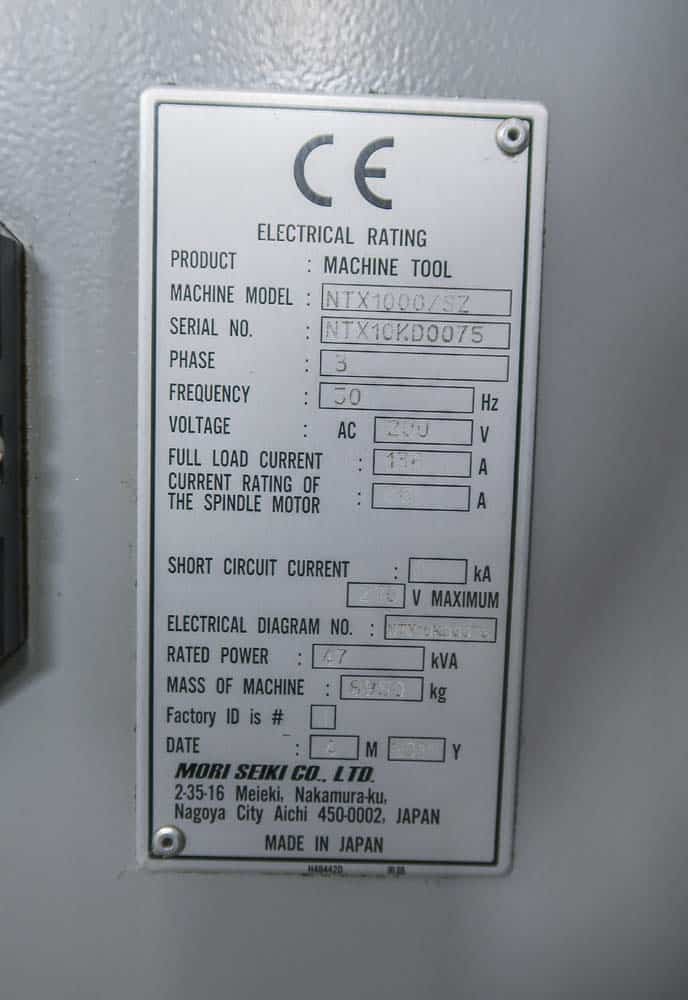 CE
ELECTRICAL RATING
PRODUCT : MACHINE TOOL
MACHINE MODEL : NTX1000/SZ
SERIAL NO. : NTX10KD0075
PHASE : 3
FREQUENCY : 50 Hz
VOLTAGE : AC 200 V
FULL LOAD CURRENT : A
CURRENT RATING OF
THE SPINDLE MOTOR : A
SHORT CIRCUIT CURRENT : kA
210 V MAXIMUM
ELECTRICAL DIAGRAM NO. :
RATED POWER : 47 kVA
MASS OF MACHINE : kg
Factory ID is #
DATE : M Y
MORI SEIKI CO., LTD.
2-35-16 Meieki, Nakamura-ku,
Nagoya City Aichi 450-0002, JAPAN
MADE IN JAPAN